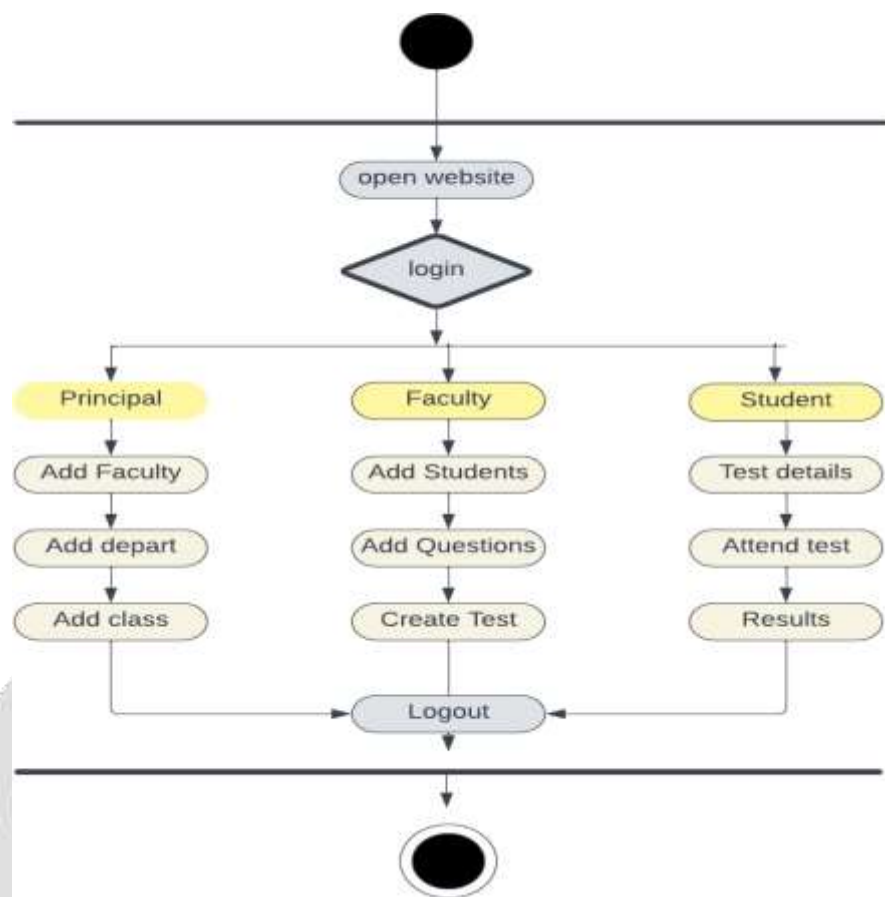 open website
login
Principal
Faculty
Student
Add Faculty
Add Students
Test details
Add depart
Add Questions
Attend test
Add class
Create Test
Results
Logout